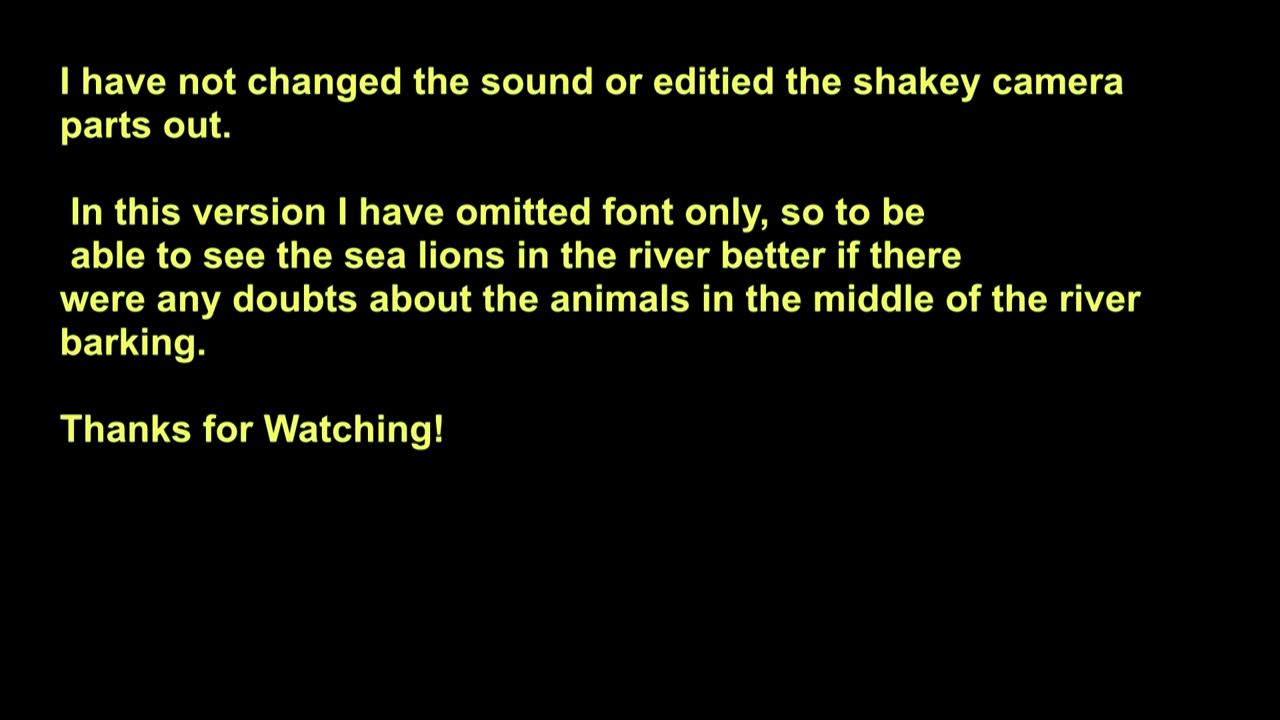 I have not changed the sound or editied the shakey camera
parts out.
In this version I have omitted font only, so to be
able to see the sea lions in the river better if there
were any doubts about the animals in the middle of the river
barking.
Thanks for Watching!